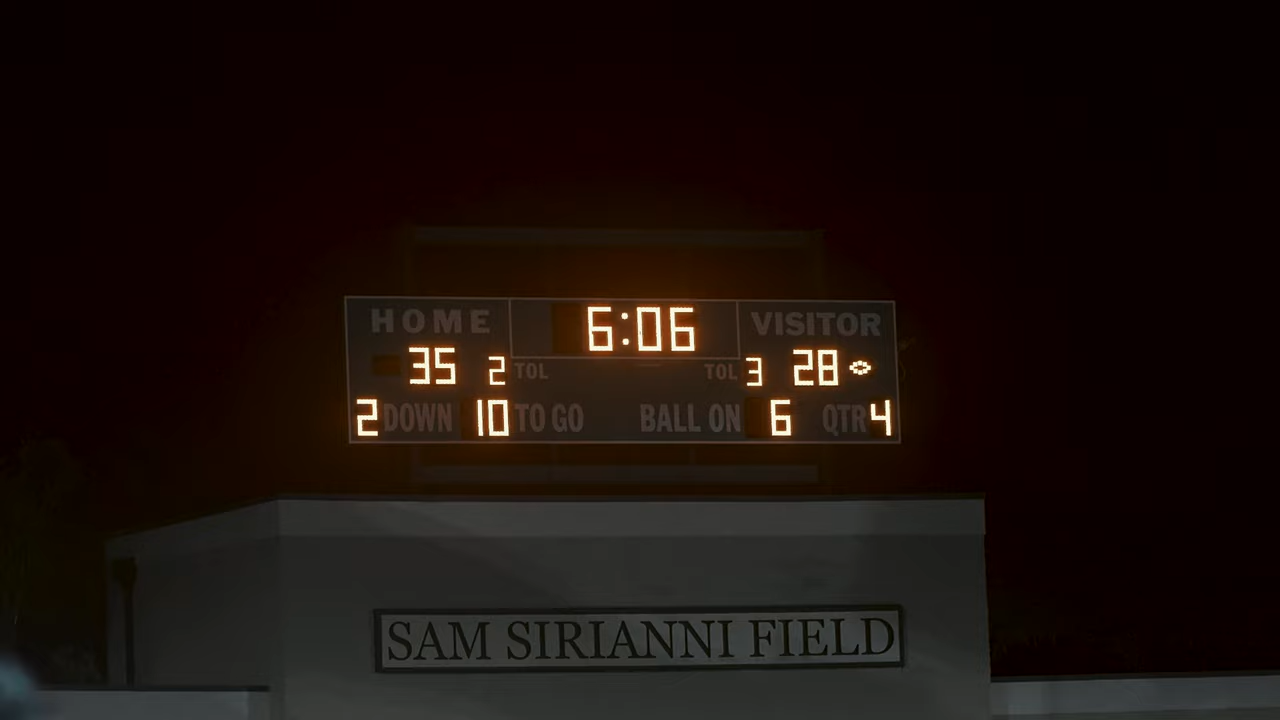 HOME 6:06 VISITOR
35 2 TOL TOL 3 28
2 DOWN 10 TO GO BALL ON 6 QTR 4
SAM SIRIANNI FIELD